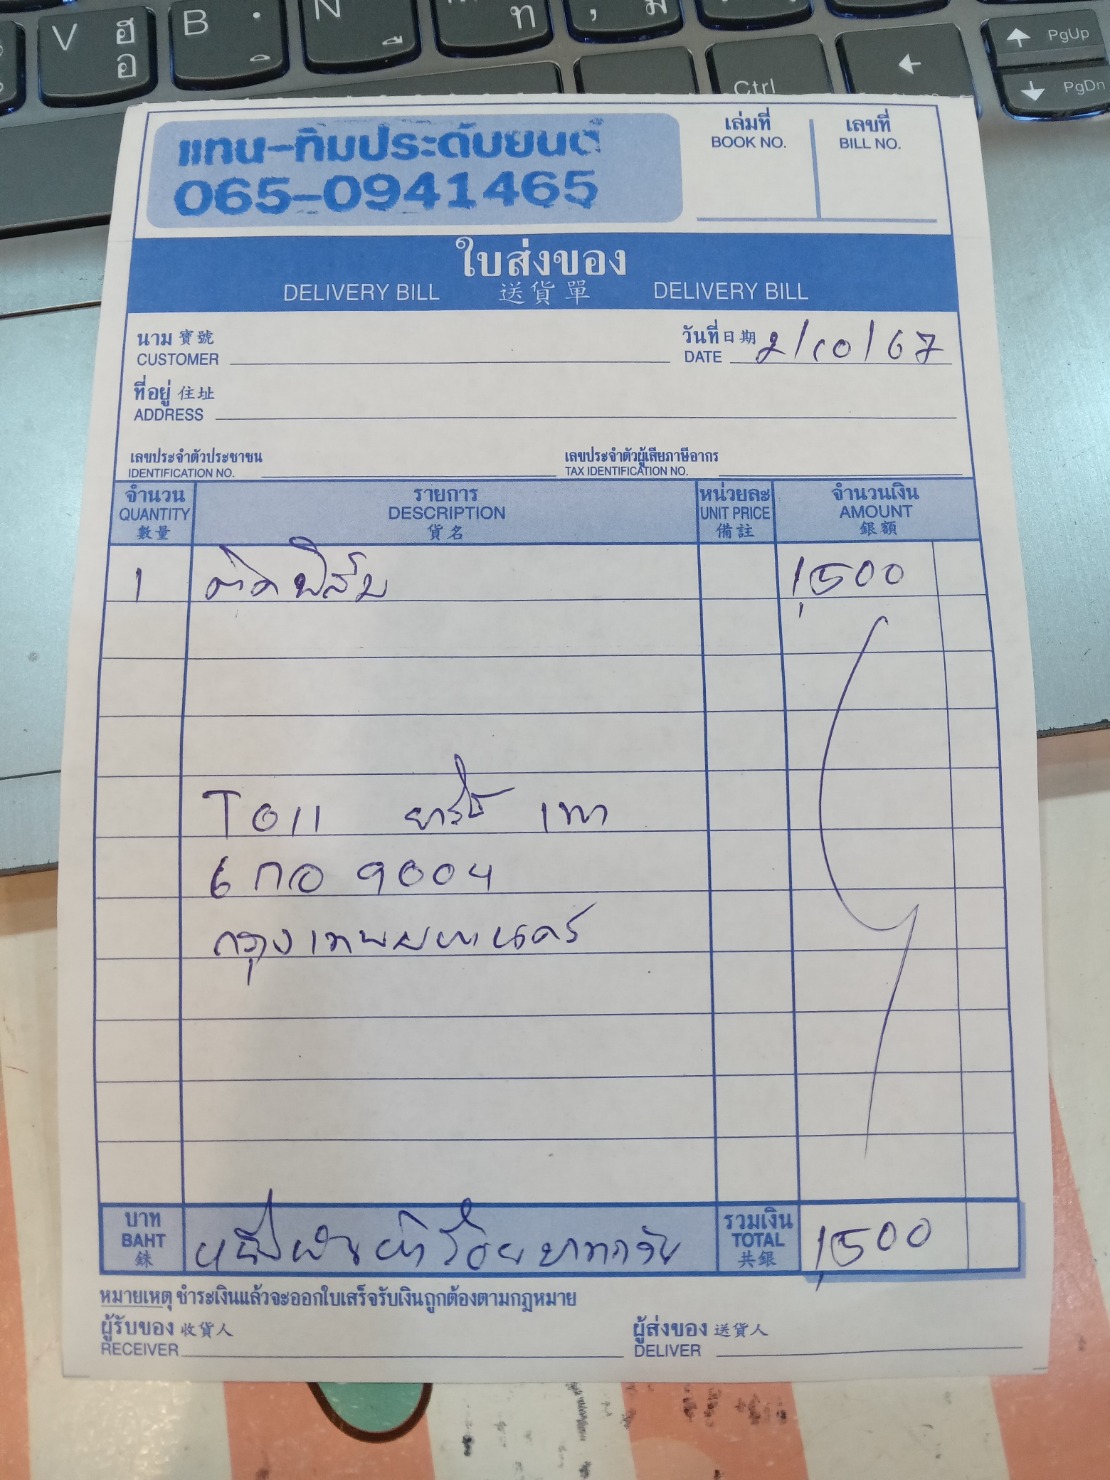 V ฮ อ
B ิ
N ื
ท
, ม
Ctrl
←
↑ PgUp
↓ PgDn
แทน-ทิมประดับยนต์
065-0941465
เล่มที่
BOOK NO.
เลขที่
BILL NO.
ใบส่งของ
DELIVERY BILL 送貨單 DELIVERY BILL
นาม 寶號
CUSTOMER
วันที่ 日期 2/10/67
DATE
ที่อยู่ 住址
ADDRESS
เลขประจำตัวประชาชน
IDENTIFICATION NO.
เลขประจำตัวผู้เสียภาษีอากร
TAX IDENTIFICATION NO.
จำนวน รายการ หน่วยละ จำนวนเงิน
QUANTITY DESCRIPTION UNIT PRICE AMOUNT
數量 貨名 備註 銀額
1 ติดฟิล์ม 1,500
TOll ยารีส เทา
6 กอ 9004
กรุงเทพมหานคร
บาท
BAHT
銖
หนึ่งพันห้าร้อยบาทถ้วน
รวมเงิน
TOTAL
共銀
1,500
หมายเหตุ ชำระเงินแล้วจะออกใบเสร็จรับเงินถูกต้องตามกฎหมาย
ผู้รับของ 收貨人
RECEIVER
ผู้ส่งของ 送貨人
DELIVER